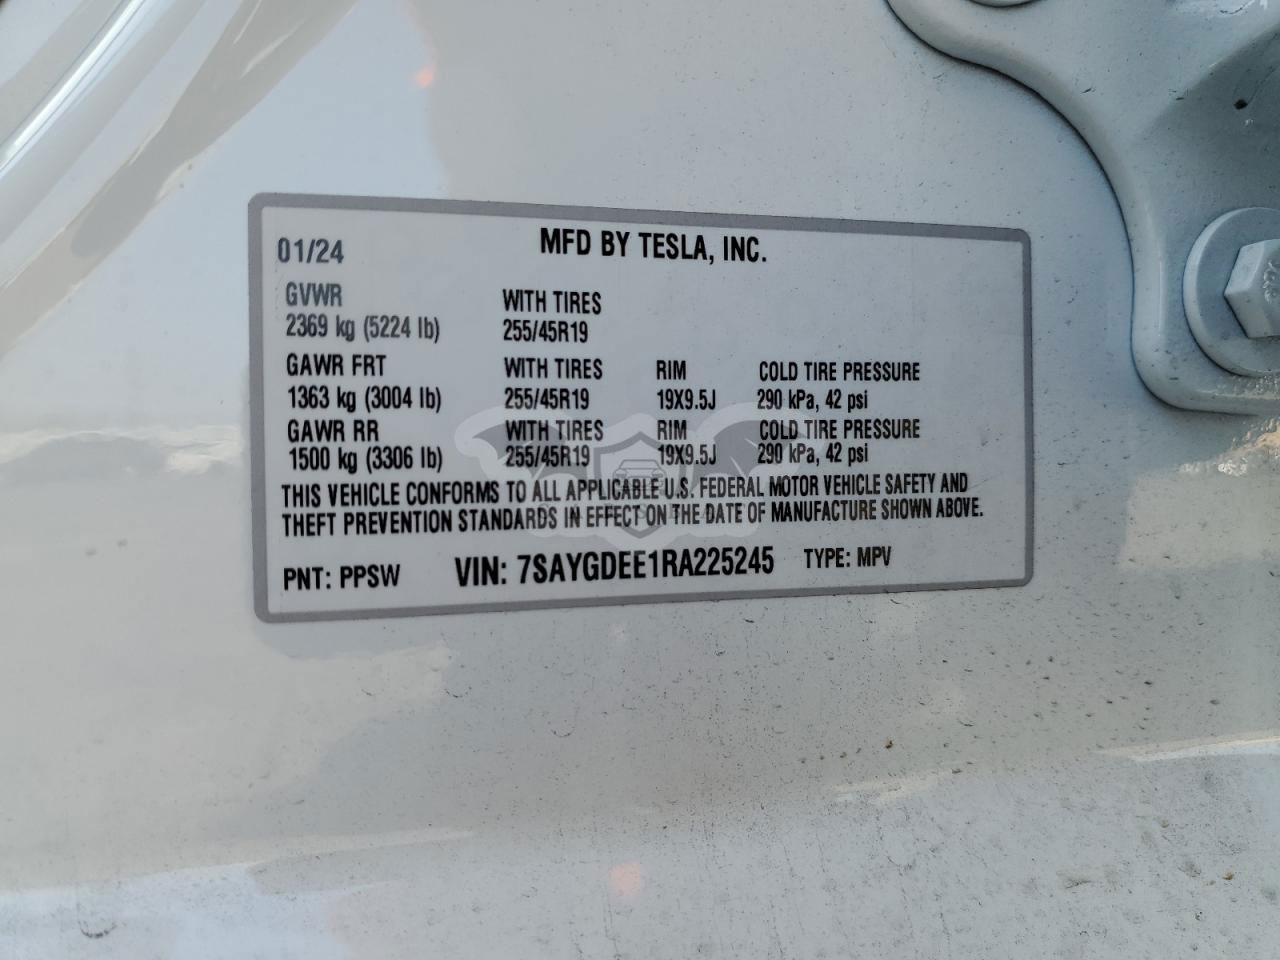 01/24 MFD BY TESLA, INC.
GVWR WITH TIRES
2369 kg (5224 lb) 255/45R19
GAWR FRT WITH TIRES RIM COLD TIRE PRESSURE
1363 kg (3004 lb) 255/45R19 19X9.5J 290 kPa, 42 psi
GAWR RR WITH TIRES RIM COLD TIRE PRESSURE
1500 kg (3306 lb) 255/45R19 19X9.5J 290 kPa, 42 psi
THIS VEHICLE CONFORMS TO ALL APPLICABLE U.S. FEDERAL MOTOR VEHICLE SAFETY AND
THEFT PREVENTION STANDARDS IN EFFECT ON THE DATE OF MANUFACTURE SHOWN ABOVE.
PNT: PPSW VIN: 7SAYGDEE1RA225245 TYPE: MPV